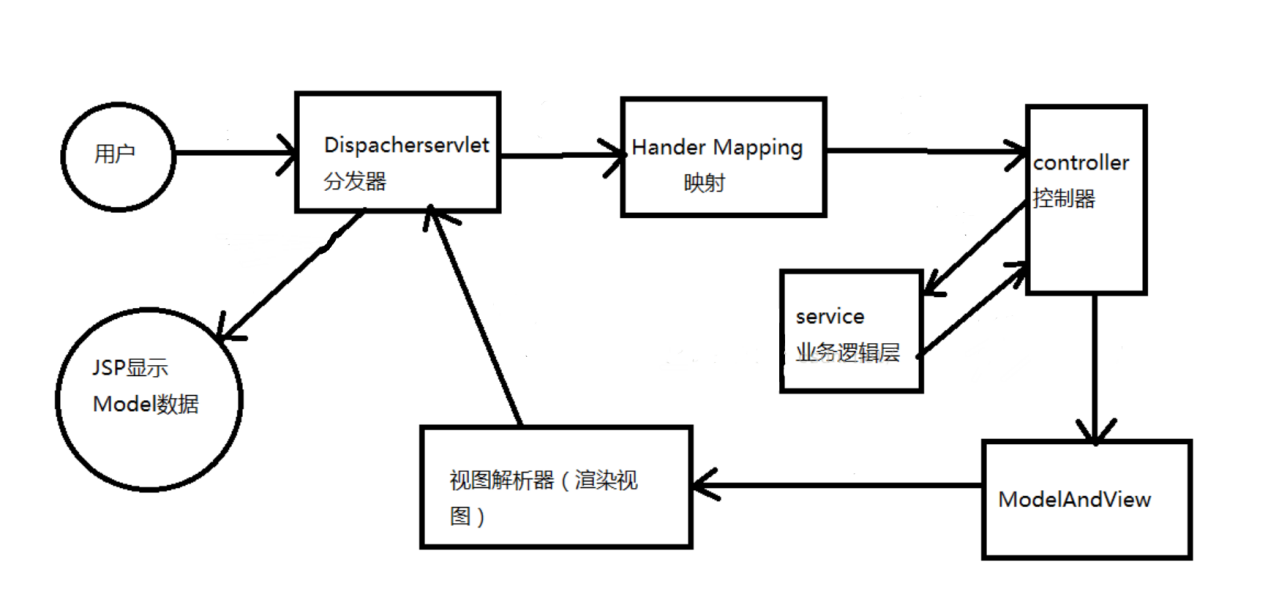 用户
Dispacherservlet
分发器
Hander Mapping
映射
controller
控制器
service
业务逻辑层
JSP显示
Model数据
视图解析器（渲染视
图）
ModelAndView